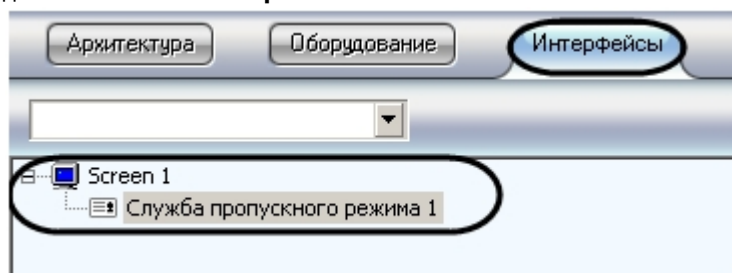 Архитектура Оборудование Интерфейсы
Screen 1
Служба пропускного режима 1